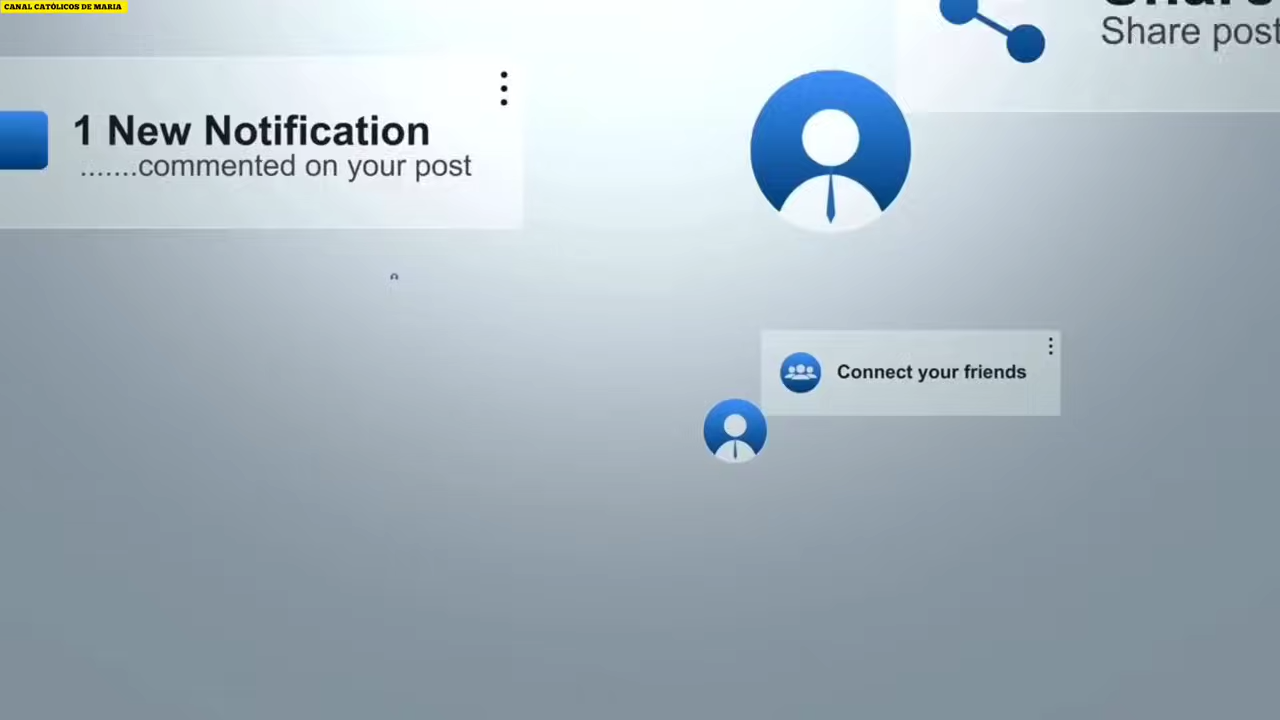 CANAL CATÓLICOS DE MARIA
Share post
1 New Notification
.......commented on your post
Connect your friends